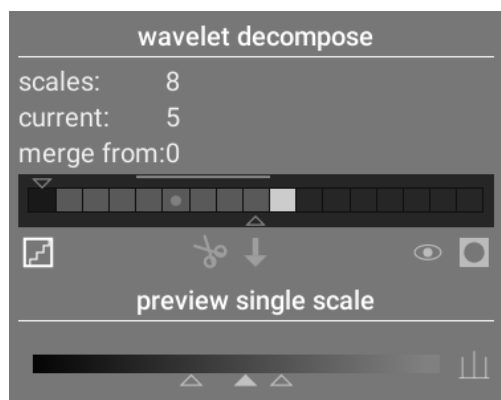 wavelet decompose
scales: 8
current: 5
merge from:0
preview single scale